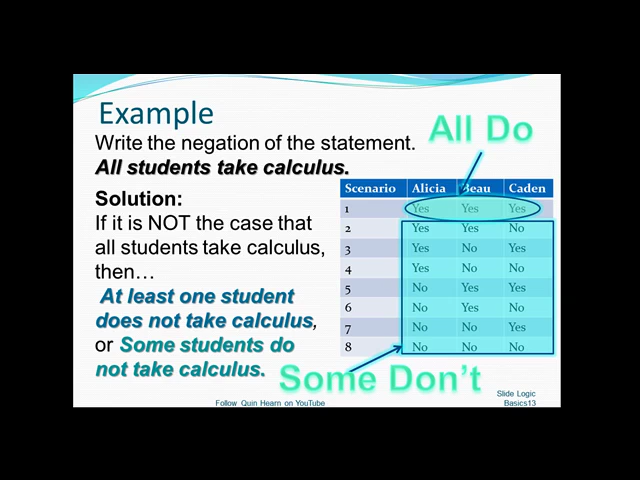 Example
All Do
Write the negation of the statement.
All students take calculus.
Solution:
If it is NOT the case that
all students take calculus,
then…
At least one student
does not take calculus,
or Some students do
not take calculus.
Scenario Alicia Beau Caden
1 Yes Yes Yes
2 Yes Yes No
3 Yes No Yes
4 Yes No No
5 No Yes Yes
6 No Yes No
7 No No Yes
8 No No No
Some Don't
Follow Quin Hearn on YouTube
Slide Logic
Basics13